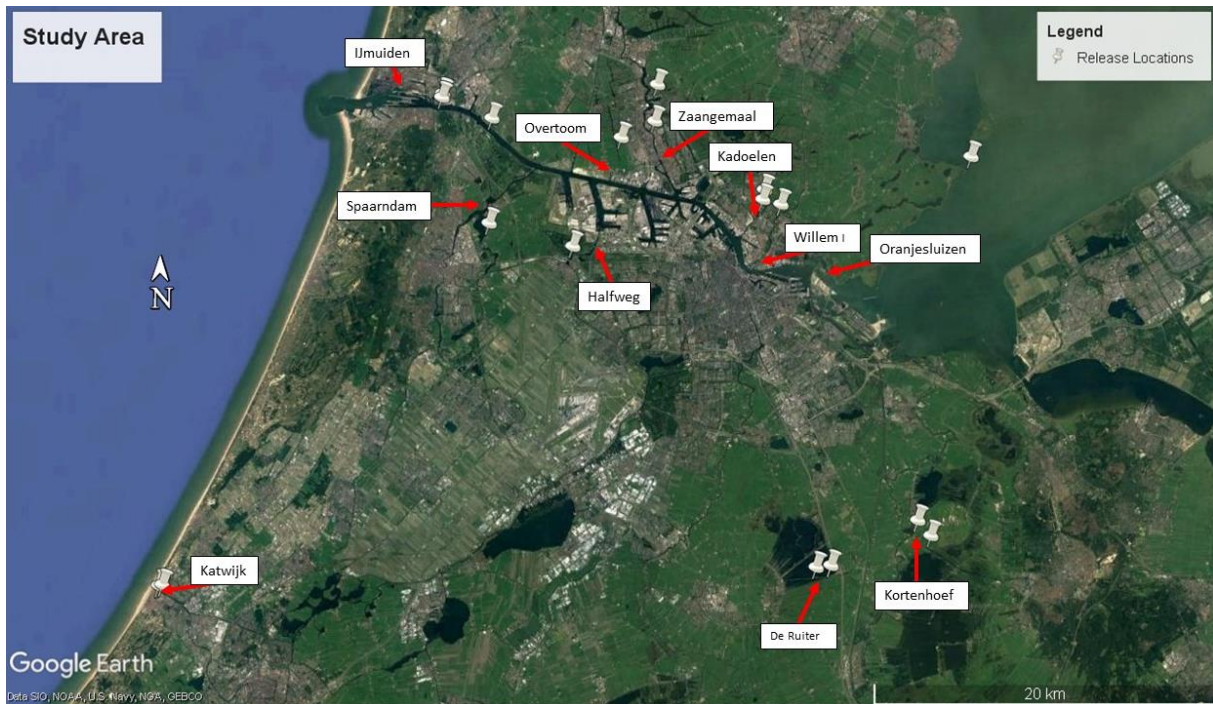 Study Area
Legend
Release Locations
IJmuiden
Overtoom
Zaangemaal
Kadoelen
Spaarndam
Willem I
Oranjesluizen
Halfweg
N
Katwijk
Kortenhoef
De Ruiter
Google Earth
Data SIO, NOAA, U.S. Navy, NGA, GEBCO
20 km